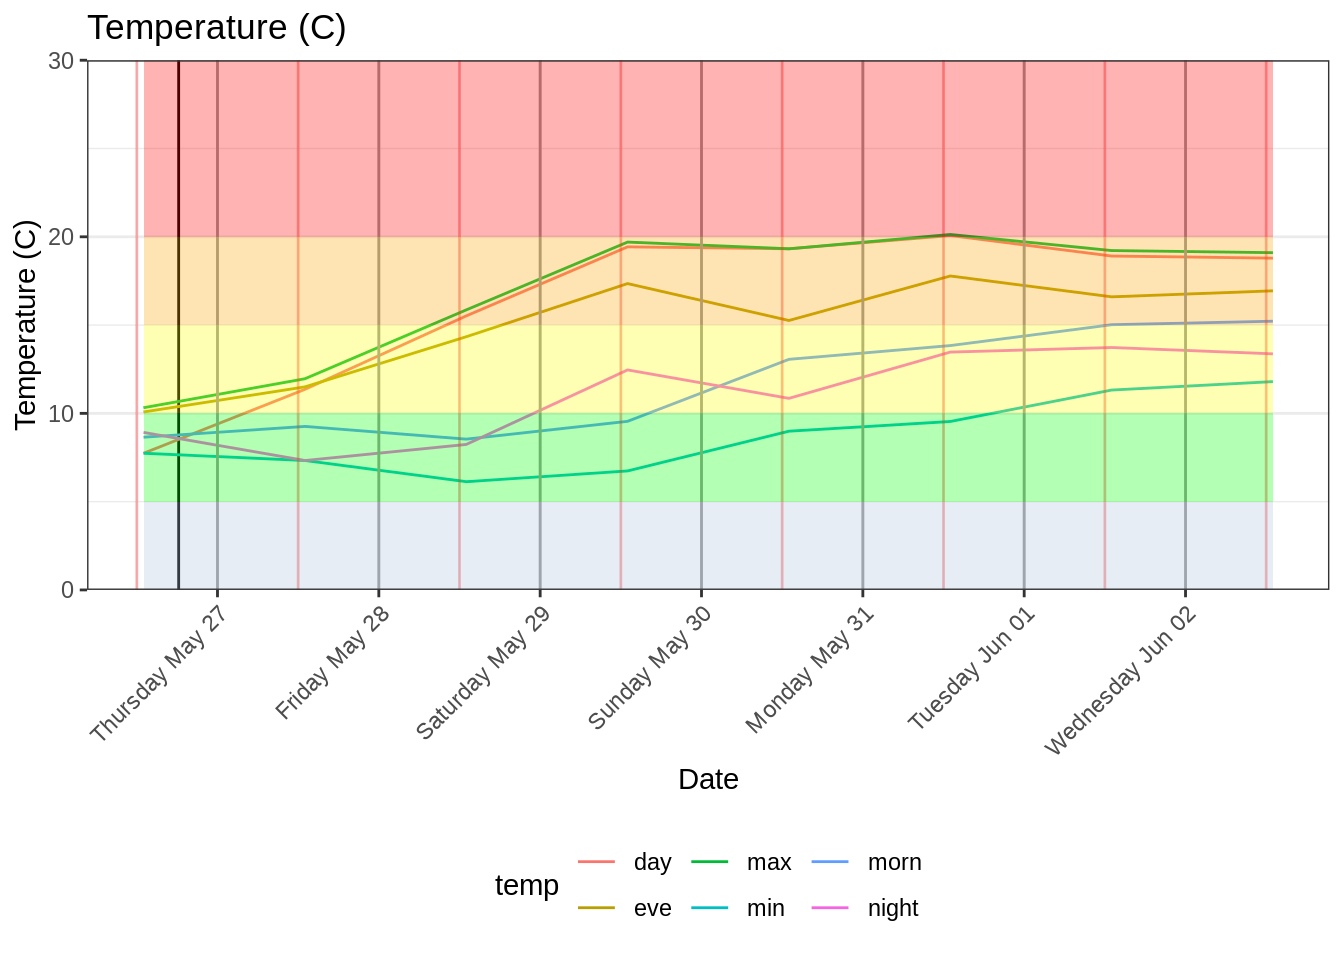 Temperature (C)
Temperature (C)
30
20
10
0
Thursday May 27
Friday May 28
Saturday May 29
Sunday May 30
Monday May 31
Tuesday Jun 01
Wednesday Jun 02
Date
temp
day
max
morn
eve
min
night